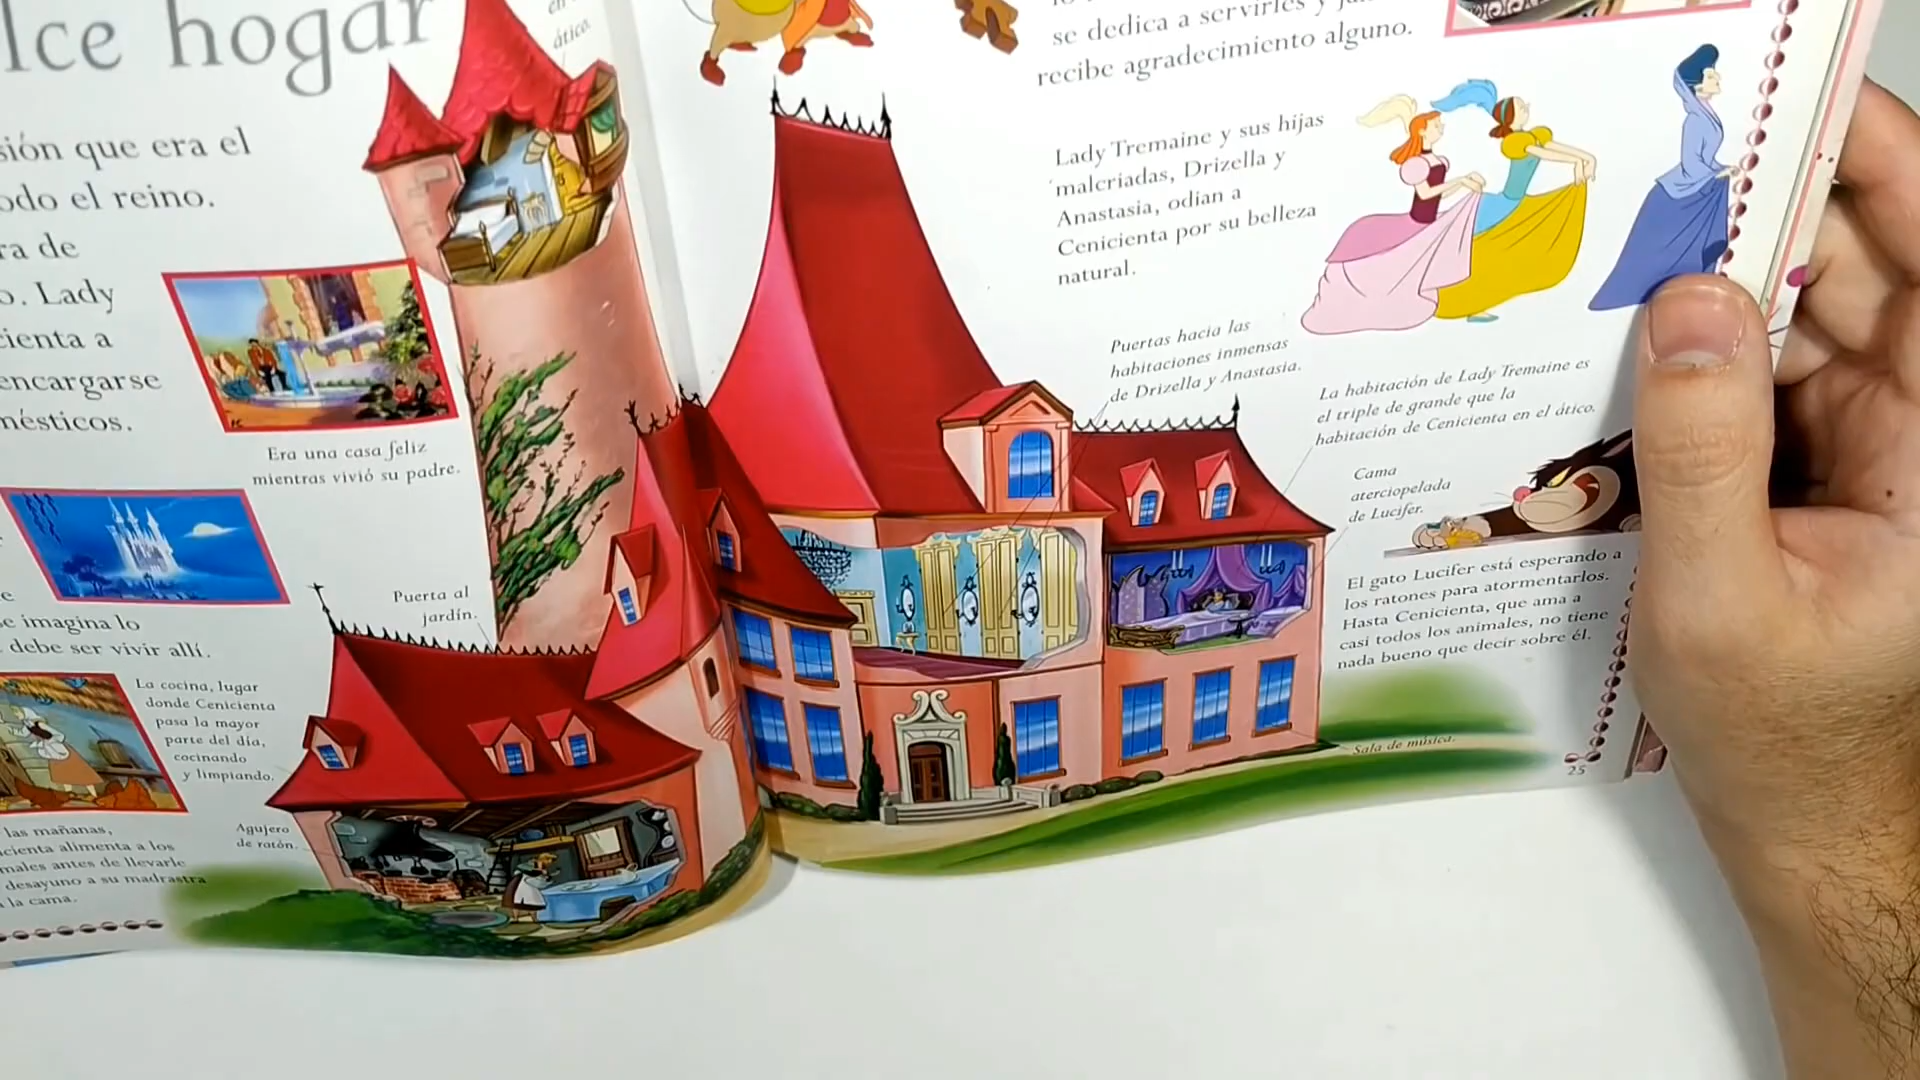 hogar
en
ático.
sión que era el
odo el reino.
ra de
o. Lady
cienta a
encargarse
mésticos.
Era una casa feliz
mientras vivió su padre.
e imagina lo
debe ser vivir allí.
Puerta al
jardín.
La cocina, lugar
donde Cenicienta
pasa la mayor
parte del día,
cocinando
y limpiando.
Agujero
de ratón.
las mañanas,
cienta alimenta a los
males antes de llevarle
desayuno a su madrastra
la cama.
se dedica a servirles y
recibe agradecimiento alguno.
Lady Tremaine y sus hijas
malcriadas, Drizella y
Anastasia, odian a
Cenicienta por su belleza
natural.
Puertas hacia las
habitaciones inmensas
de Drizella y Anastasia.
La habitación de Lady Tremaine es
el triple de grande que la
habitación de Cenicienta en el ático.
Cama
aterciopelada
de Lucifer.
El gato Lucifer está esperando a
los ratones para atormentarlos.
Hasta Cenicienta, que ama a
casi todos los animales, no tiene
nada bueno que decir sobre él.
Sala de música.
25